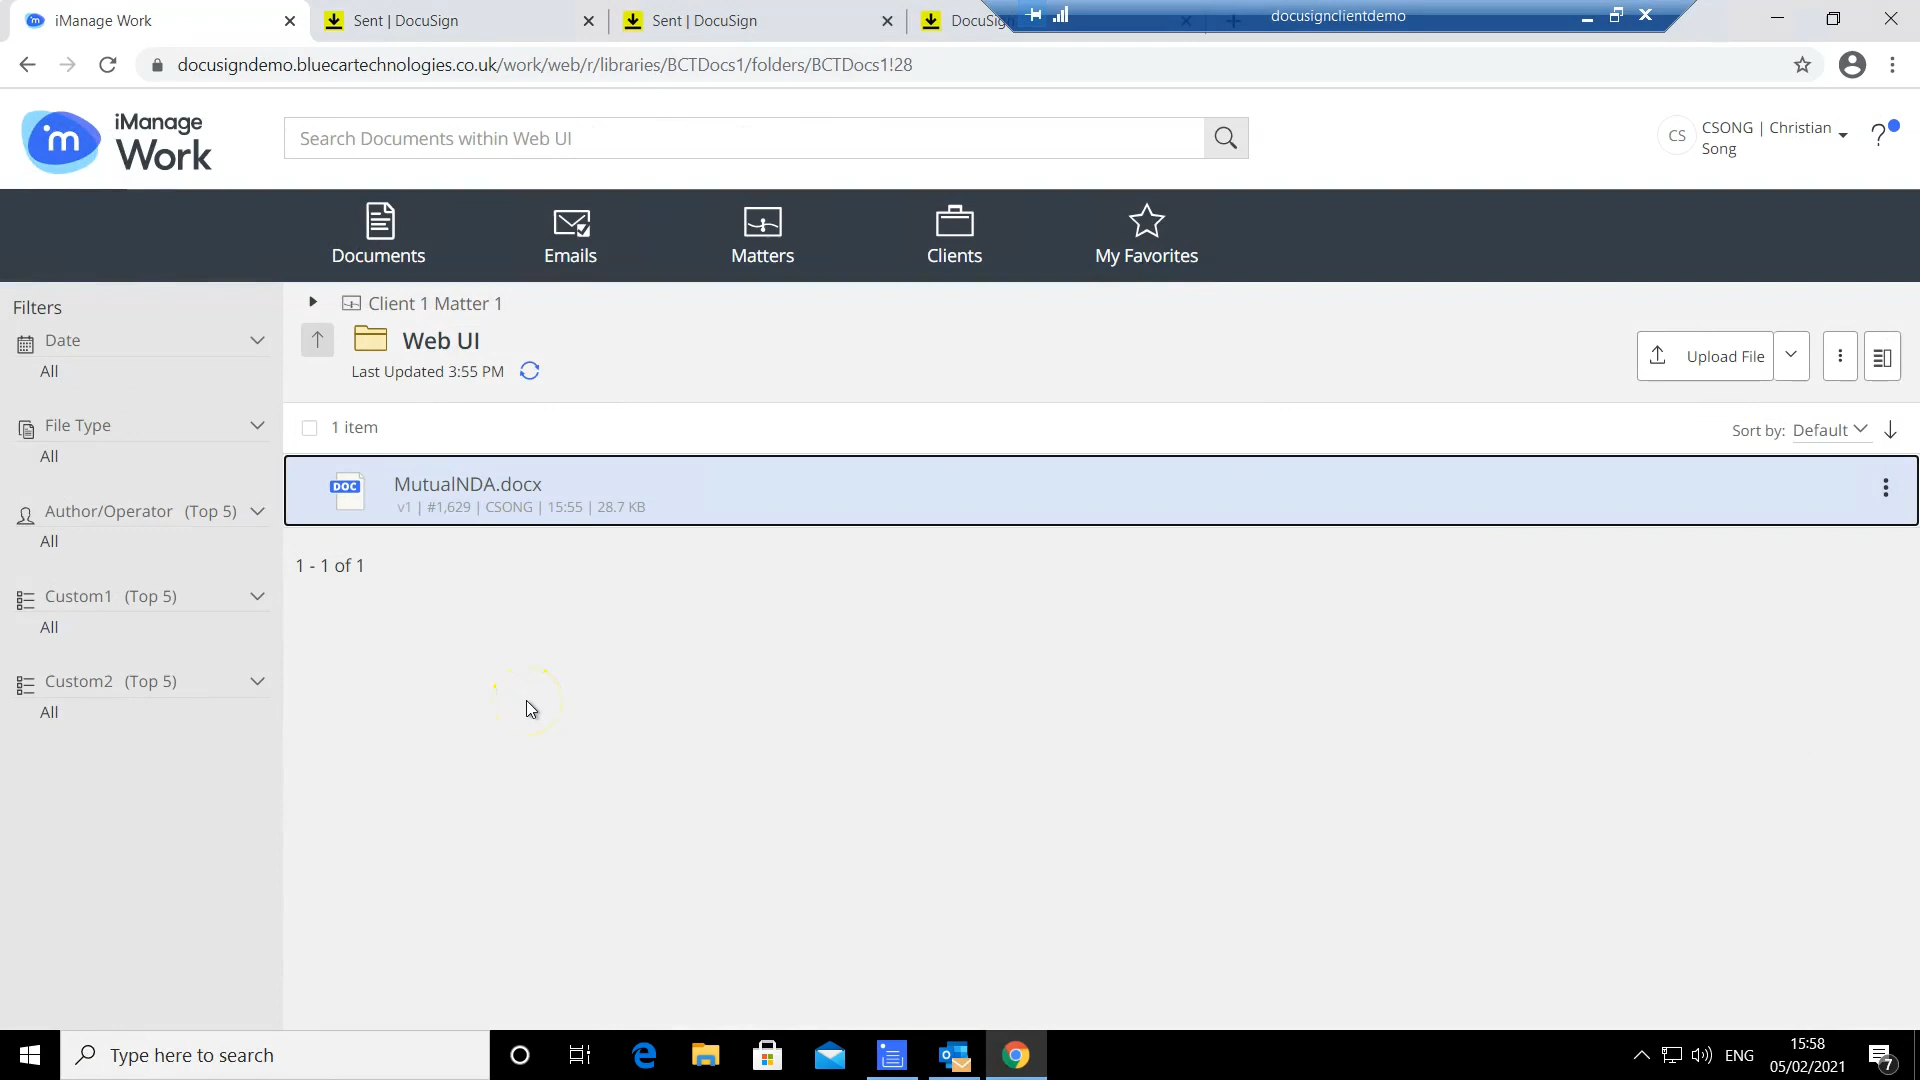 iManage Work
Sent | DocuSign
Sent | DocuSign
DocuSign
docusignclientdemo
docusigndemo.bluecartechnologies.co.uk/work/web/r/libraries/BCTDocs1/folders/BCTDocs1!28
m
iManage
Work
Search Documents within Web UI
CS
CSONG | Christian
Song
?
Documents
Emails
Matters
Clients
My Favorites
Filters
Date
All
File Type
All
Author/Operator (Top 5)
All
Custom1 (Top 5)
All
Custom2 (Top 5)
All
Client 1 Matter 1
Web UI
Last Updated 3:55 PM
Upload File
1 item
Sort by: Default
DOC
MutualNDA.docx
v1 | #1,629 | CSONG | 15:55 | 28.7 KB
1 - 1 of 1
Type here to search
ENG
15:58
05/02/2021
7